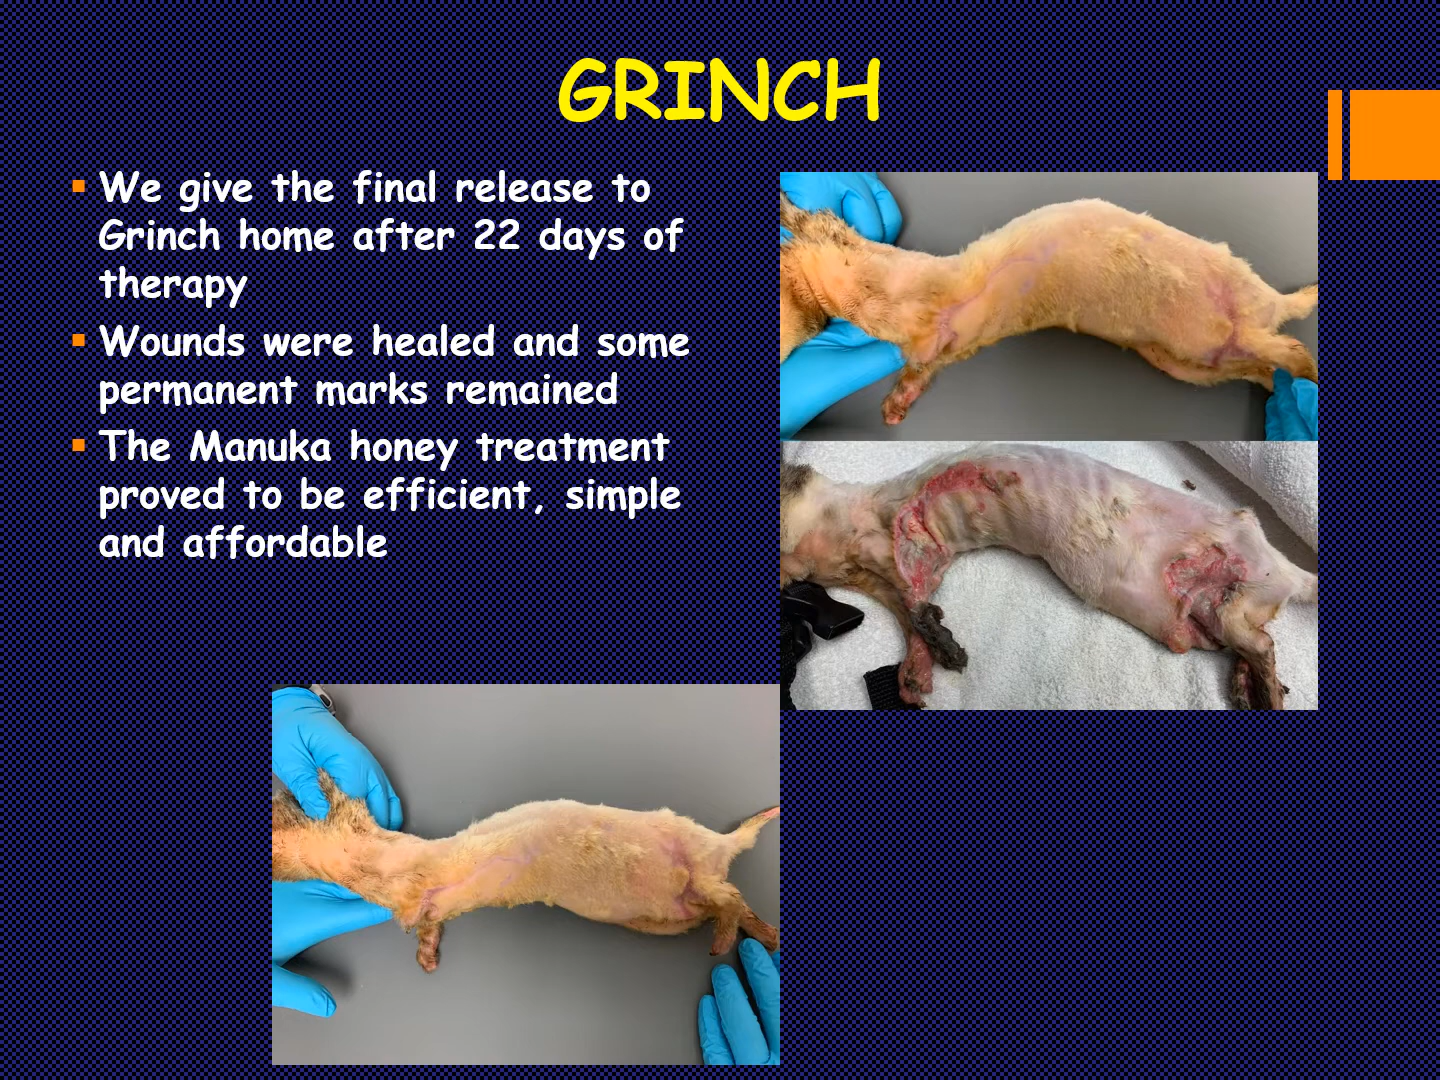 GRINCH
We give the final release to
Grinch home after 22 days of
therapy
Wounds were healed and some
permanent marks remained
The Manuka honey treatment
proved to be efficient, simple
and affordable